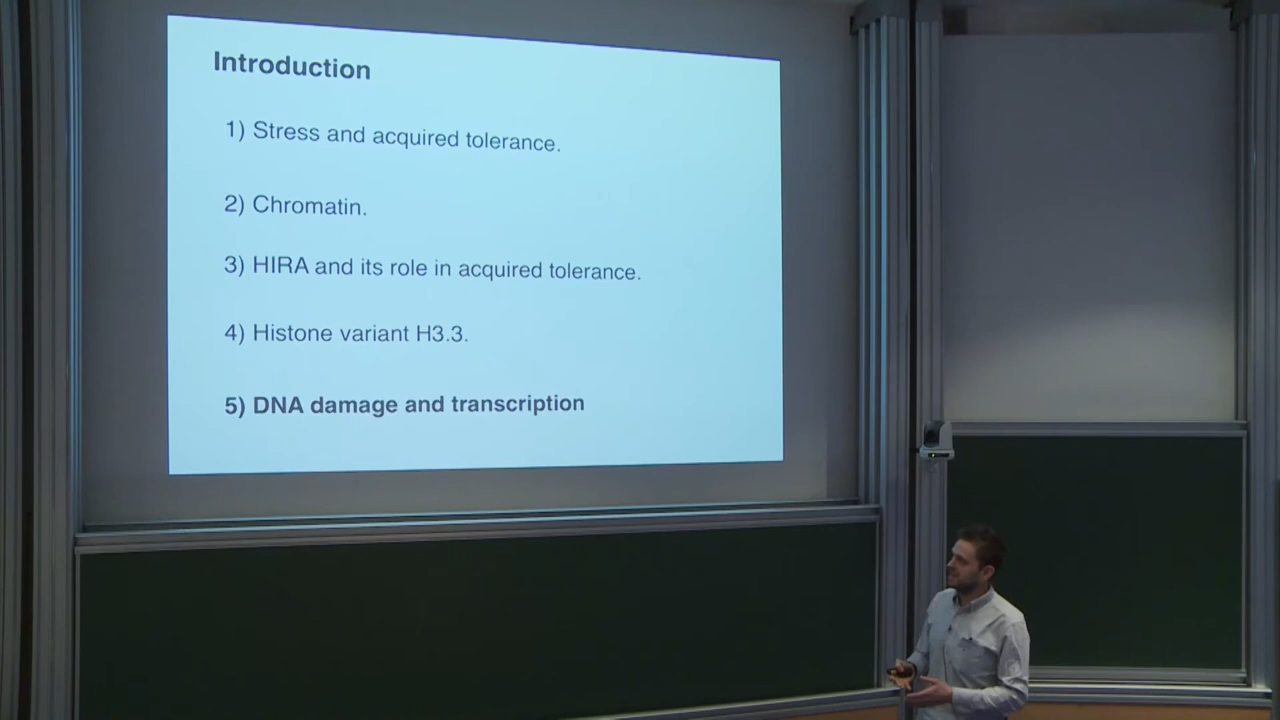 Introduction
1) Stress and acquired tolerance.
2) Chromatin.
3) HIRA and its role in acquired tolerance.
4) Histone variant H3.3.
5) DNA damage and transcription